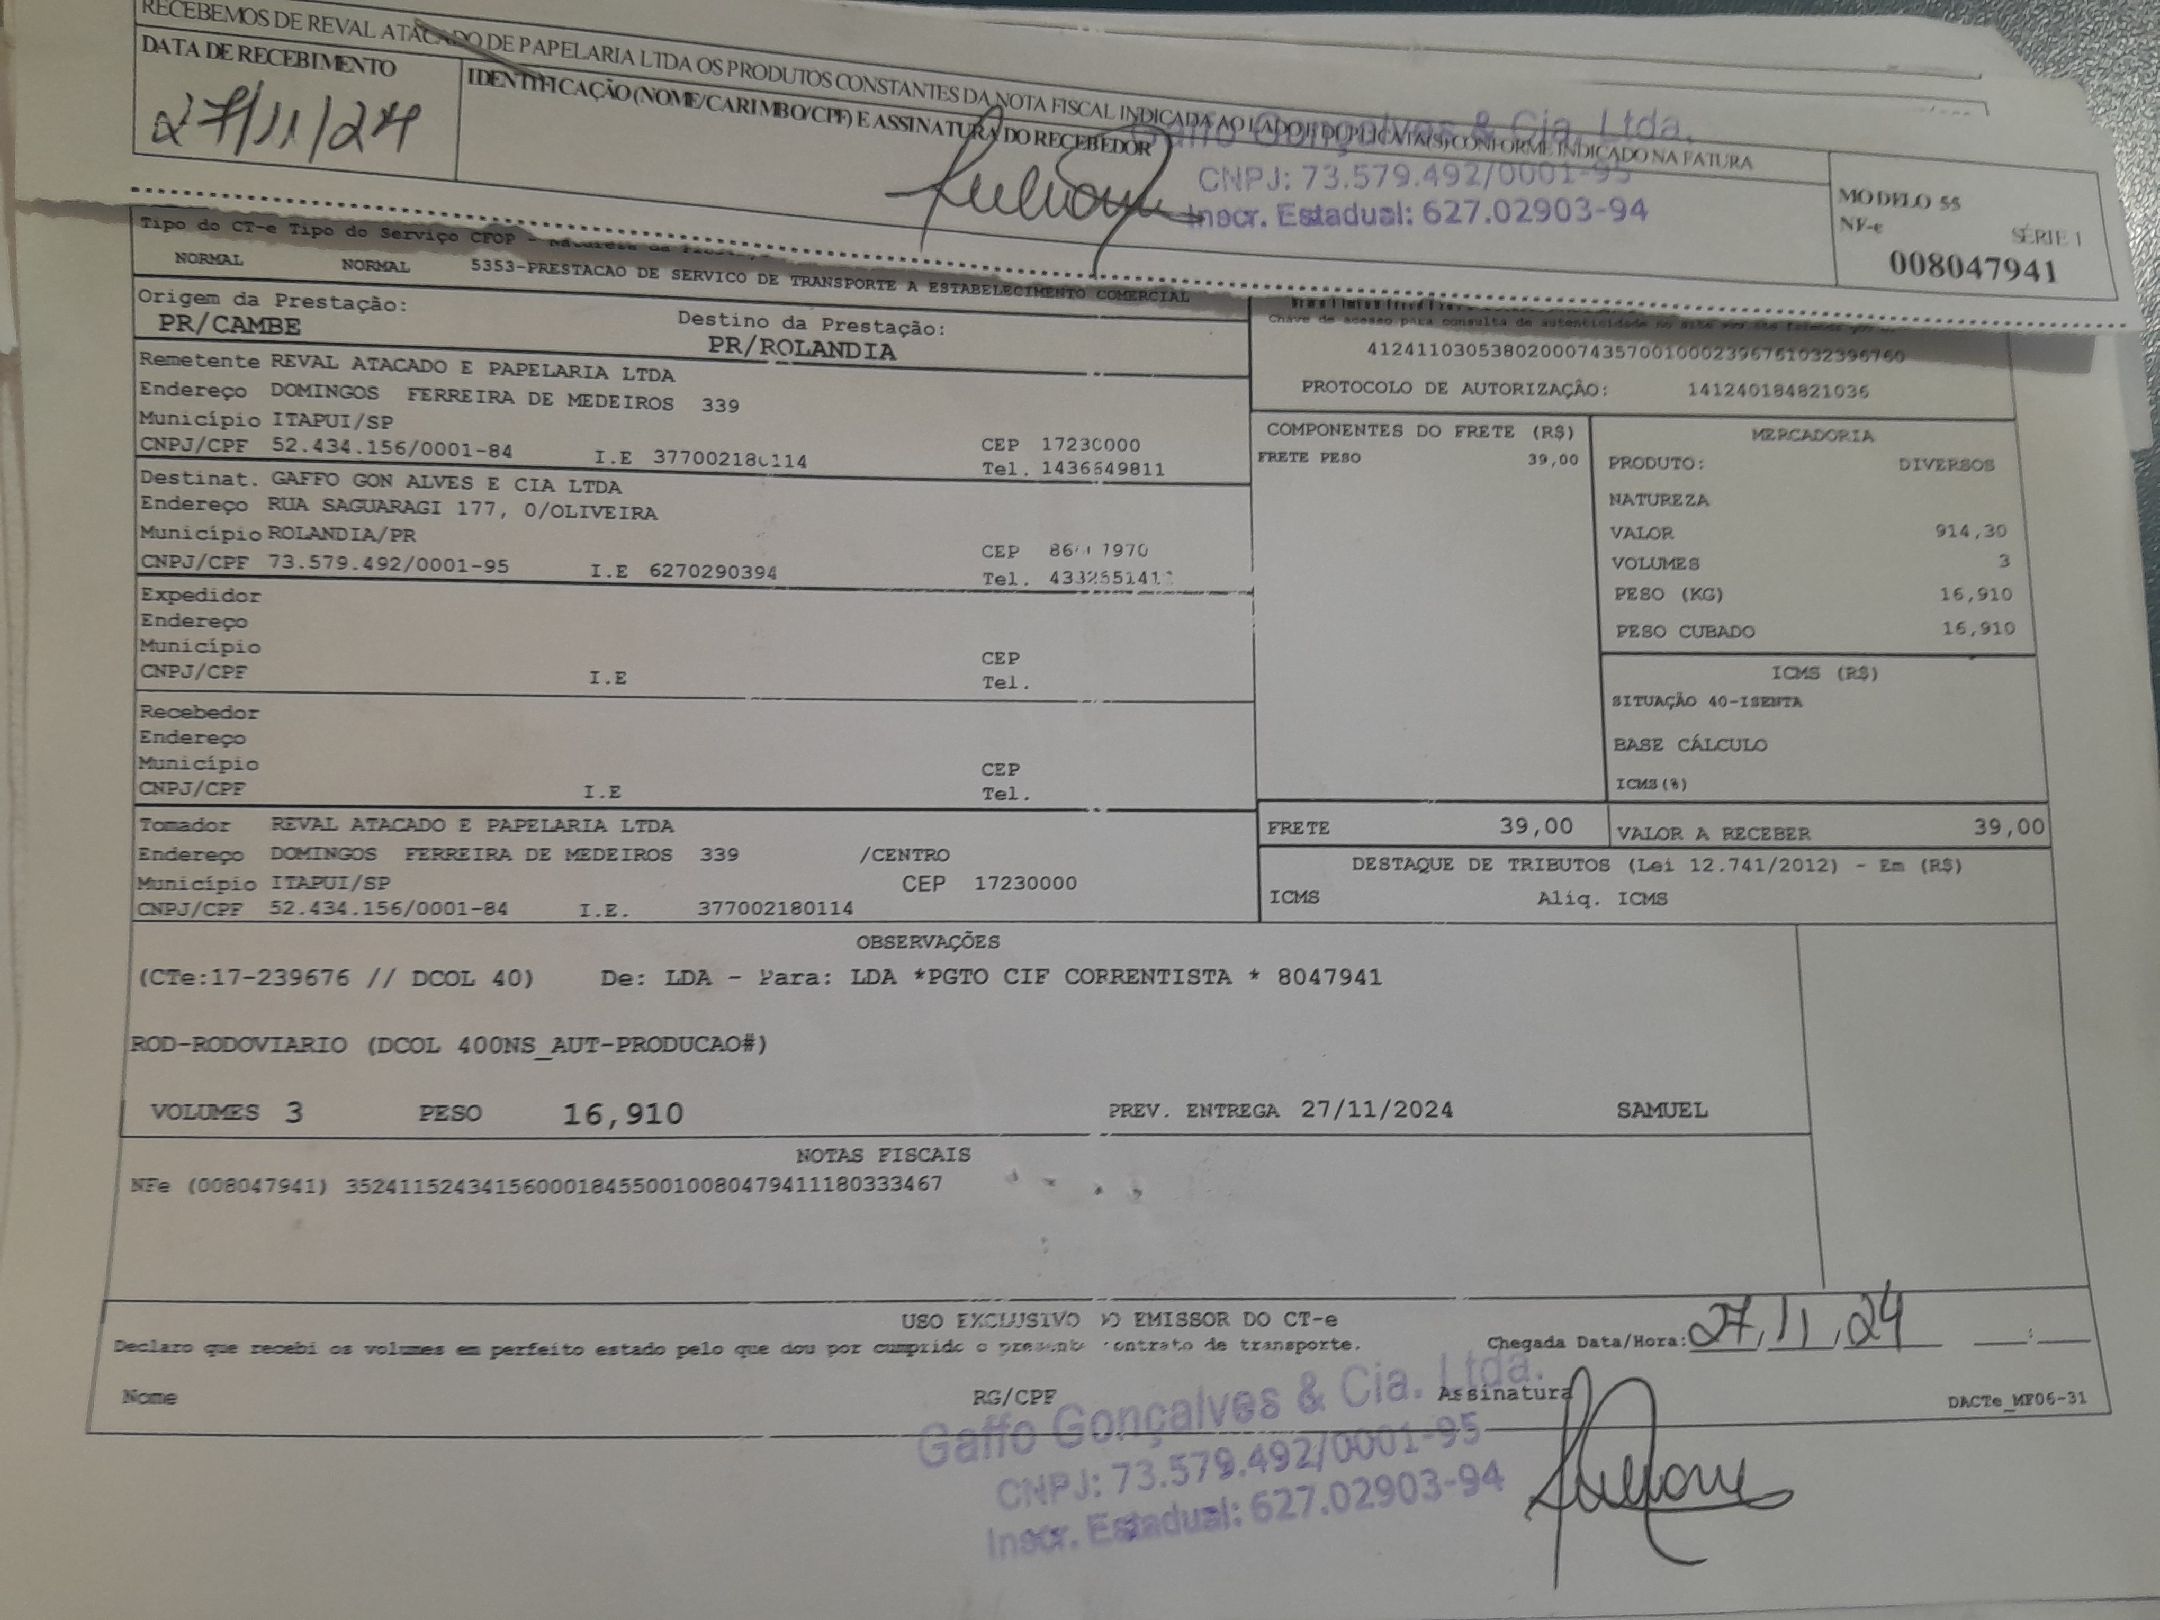 RECEBEMOS DE REVAL ATACADO DE PAPELARIA LTDA OS PRODUTOS CONSTANTES DA NOTA FISCAL INDICADA AO LADO E DUPLICATA(S) CONFORME INDICADO NA FATURA
DATA DE RECEBIMENTO
27/11/24
IDENTIFICAÇÃO (NOME/CARIMBO/CPF) E ASSINATURA DO RECEBEDOR
Gaffo Gonçalves & Cia. Ltda.
CNPJ: 73.579.492/0001-95
Inscr. Estadual: 627.02903-94
MODELO 55
NF-e SÉRIE 1
008047941
Tipo do CT-e Tipo do Serviço CFOP -
NORMAL NORMAL 5353-PRESTACAO DE SERVICO DE TRANSPORTE A ESTABELECIMENTO COMERCIAL
Origem da Prestação:
PR/CAMBE
Destino da Prestação:
PR/ROLANDIA
Chave de acesso para consulta de autenticidade no site
41241103053802000743570010002396761032396760
PROTOCOLO DE AUTORIZAÇÃO: 141240184821036
Remetente REVAL ATACADO E PAPELARIA LTDA
Endereço DOMINGOS FERREIRA DE MEDEIROS 339
Município ITAPUI/SP
CEP 17230000
CNPJ/CPF 52.434.156/0001-84 I.E 377002180114
Tel. 1436649811
Destinat. GAFFO GON ALVES E CIA LTDA
Endereço RUA SAGUARAGI 177, 0/OLIVEIRA
Município ROLANDIA/PR
CEP
CNPJ/CPF 73.579.492/0001-95 I.E 6270290394
Tel.
Expedidor
Endereço
Município
CEP
CNPJ/CPF I.E
Tel.
Recebedor
Endereço
Município
CEP
CNPJ/CPF I.E
Tel.
Tomador REVAL ATACADO E PAPELARIA LTDA
Endereço DOMINGOS FERREIRA DE MEDEIROS 339 /CENTRO
Município ITAPUI/SP CEP 17230000
CNPJ/CPF 52.434.156/0001-84 I.E. 377002180114
COMPONENTES DO FRETE (R$)
FRETE PESO 39,00
MERCADORIA
PRODUTO: DIVERSOS
NATUREZA
VALOR 914,30
VOLUMES 3
PESO (KG) 16,910
PESO CUBADO 16,910
ICMS (R$)
SITUAÇÃO 40-ISENTA
BASE CÁLCULO
ICMS(%)
FRETE 39,00 VALOR A RECEBER 39,00
DESTAQUE DE TRIBUTOS (Lei 12.741/2012) - Em (R$)
ICMS Aliq. ICMS
OBSERVAÇÕES
(CTe:17-239676 // DCOL 40) De: LDA - Para: LDA *PGTO CIF CORRENTISTA * 8047941
ROD-RODOVIARIO (DCOL 400NS_AUT-PRODUCAO#)
VOLUMES 3 PESO 16,910 PREV. ENTREGA 27/11/2024 SAMUEL
NOTAS FISCAIS
NFe (008047941) 35241152434156000184550010080479411180333467
USO EXCLUSIVO DO EMISSOR DO CT-e
Declaro que recebi os volumes em perfeito estado pelo que dou por cumprido o presente contrato de transporte.
Chegada Data/Hora: 27,11,24 :
Nome RG/CPF Assinatura
DACTe_MF06-31
Gaffo Gonçalves & Cia. Ltda.
CNPJ: 73.579.492/0001-95
Inscr. Estadual: 627.02903-94